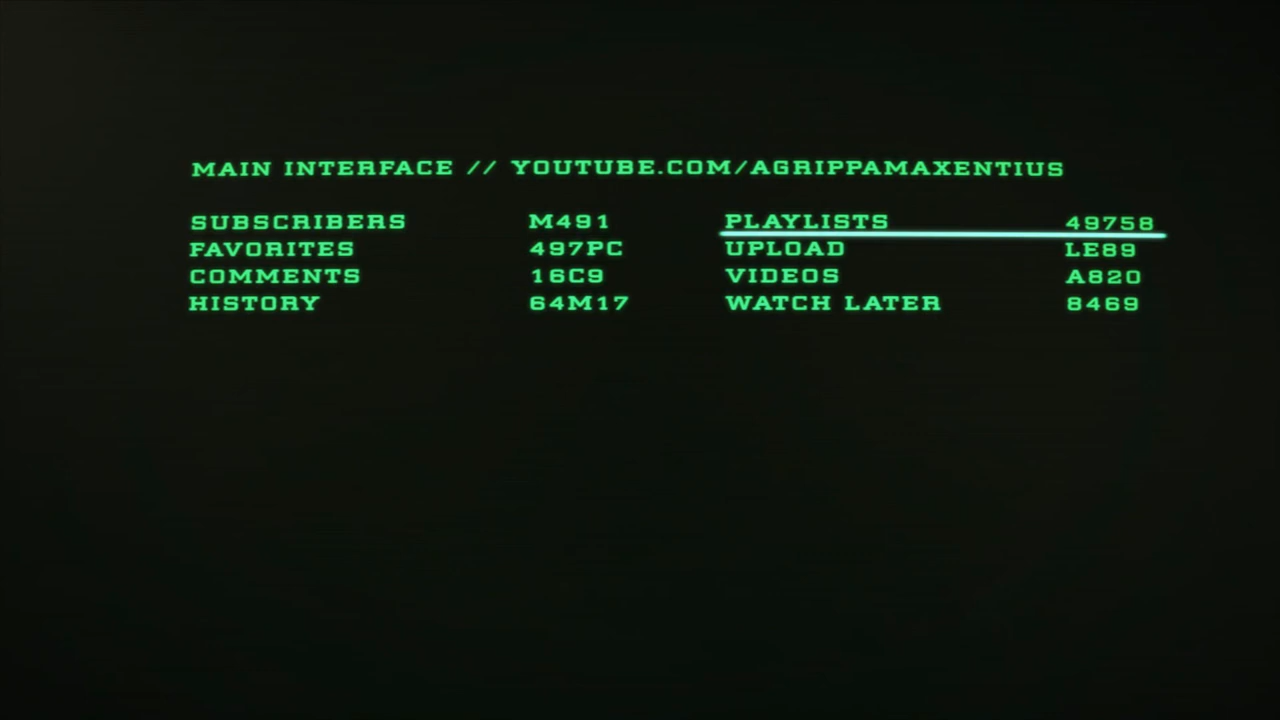 MAIN INTERFACE // YOUTUBE.COM/AGRIPPAMAXENTIUS
SUBSCRIBERS M491 PLAYLISTS 49758
FAVORITES 497PC UPLOAD LE89
COMMENTS 16C9 VIDEOS A820
HISTORY 64M17 WATCH LATER 8469